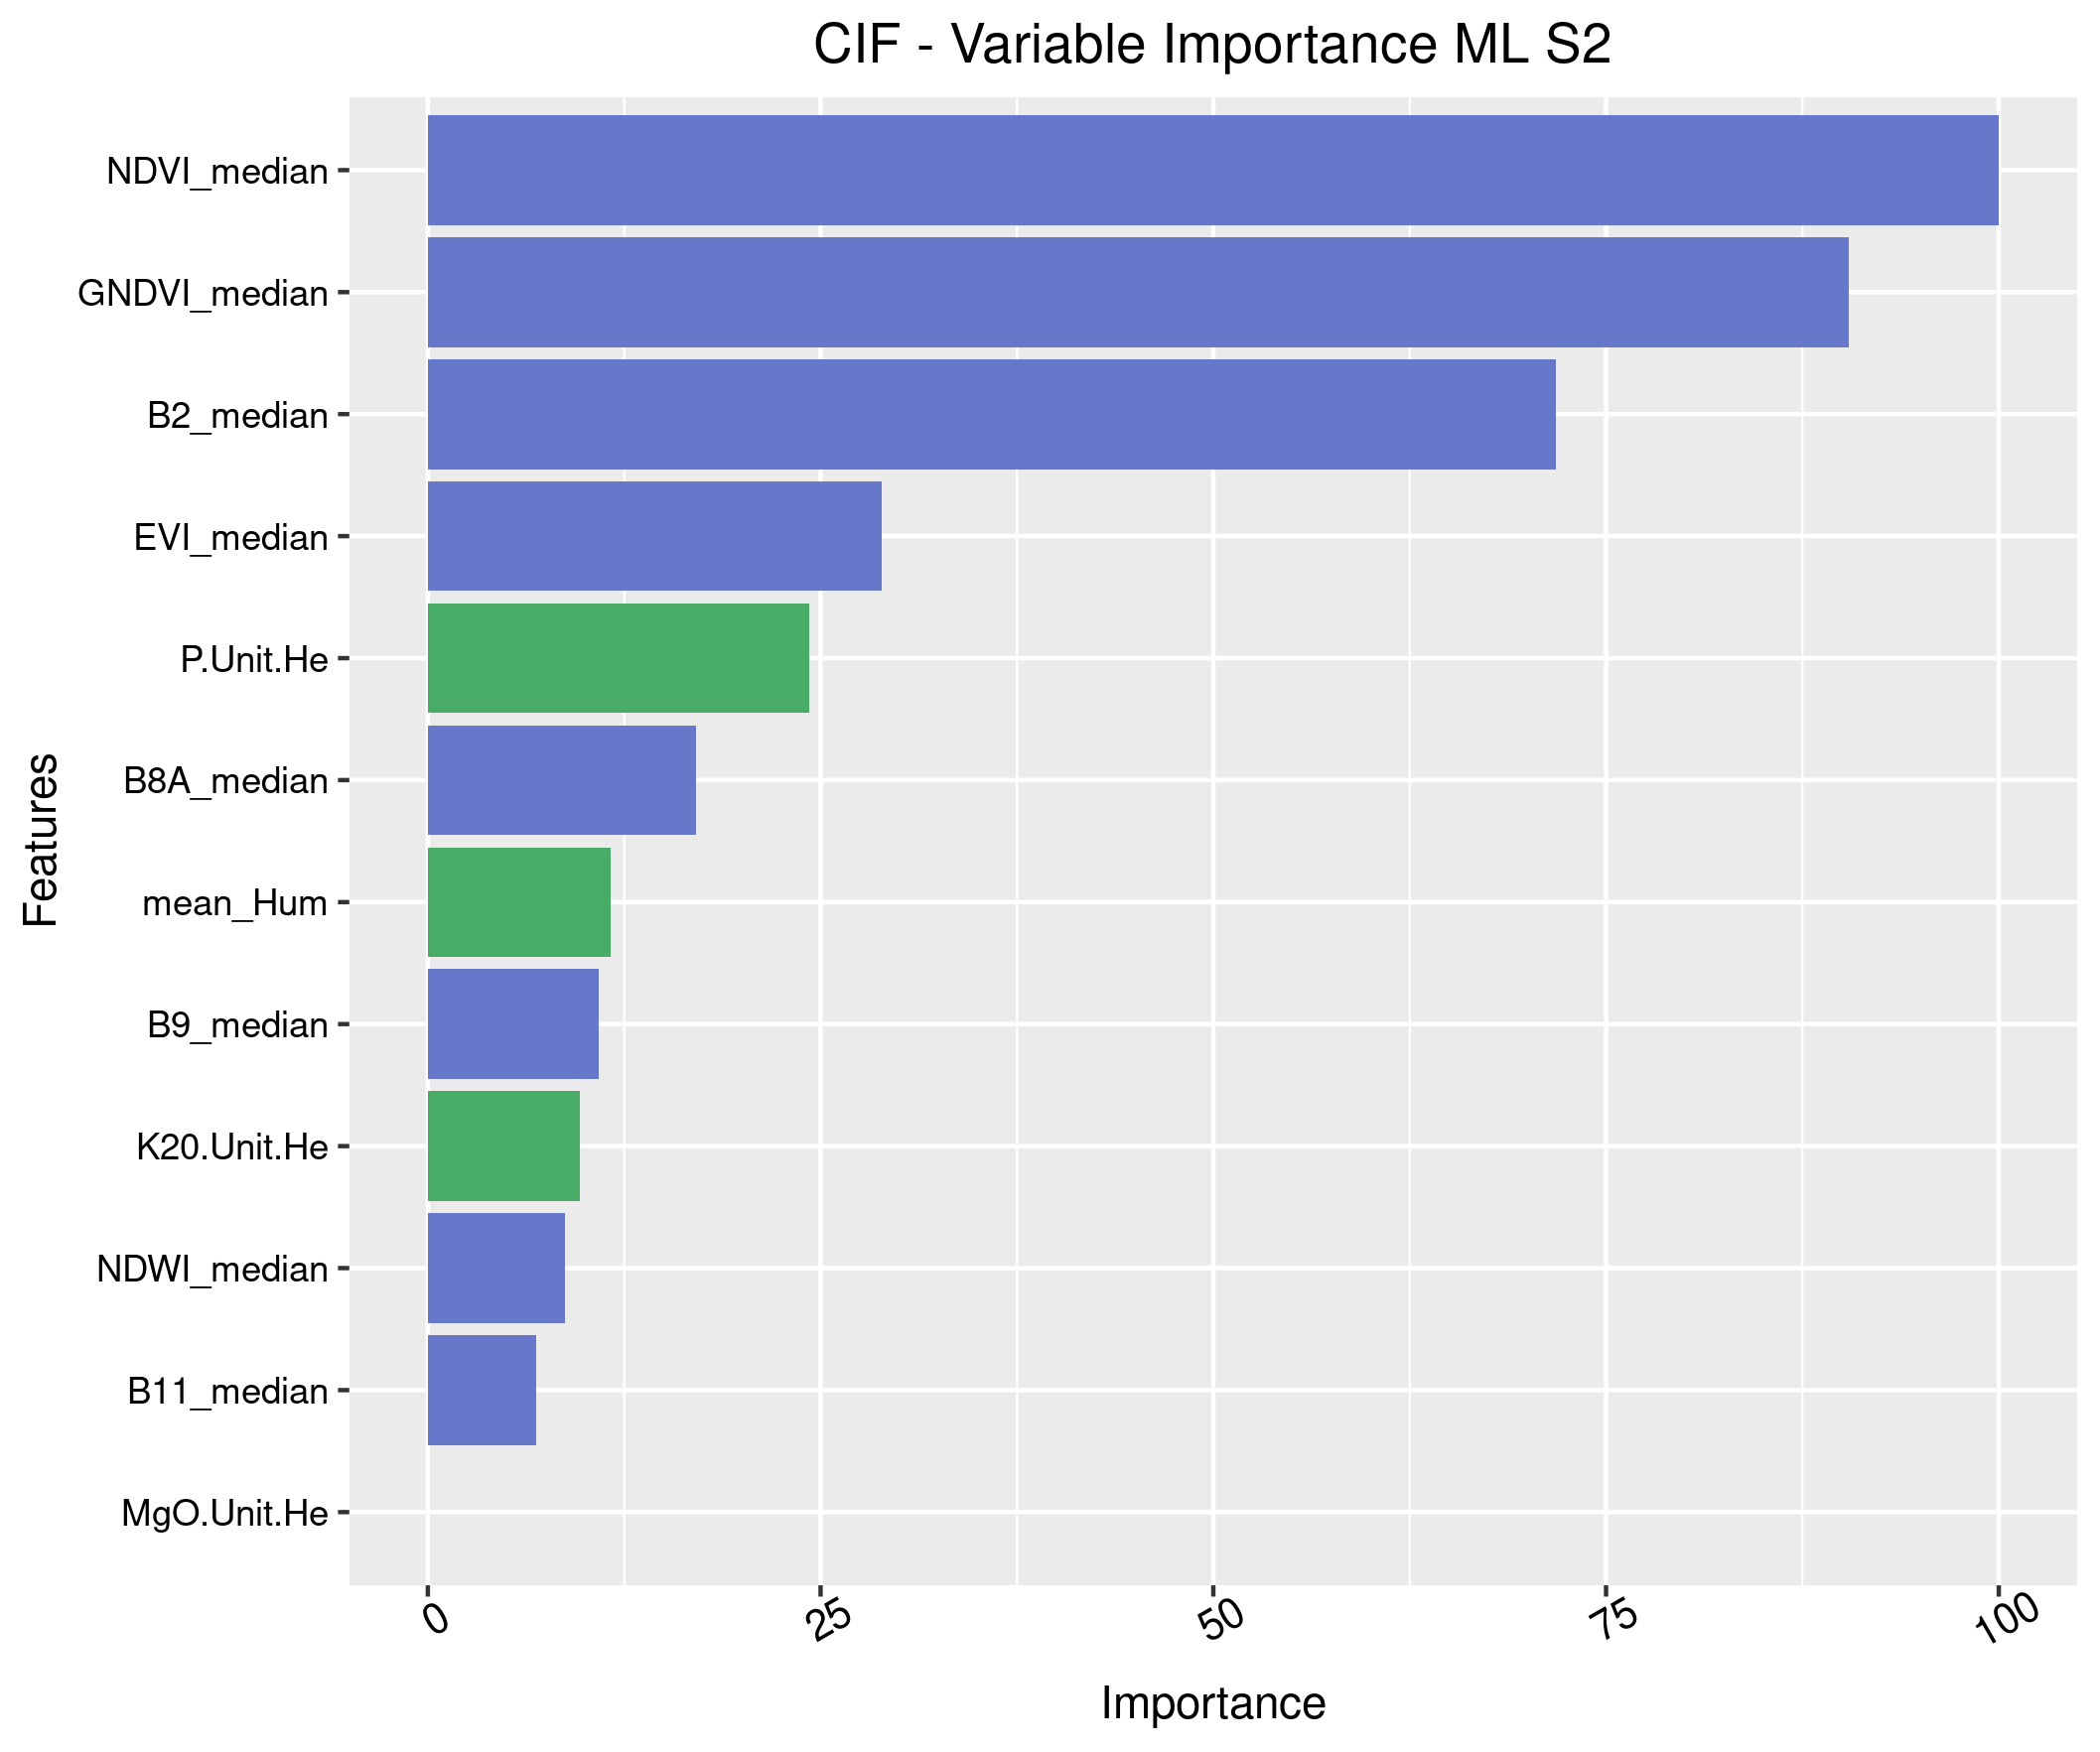 CIF - Variable Importance ML S2
Features
NDVI_median
GNDVI_median
B2_median
EVI_median
P.Unit.He
B8A_median
mean_Hum
B9_median
K20.Unit.He
NDWI_median
B11_median
MgO.Unit.He
0 25 50 75 100
Importance